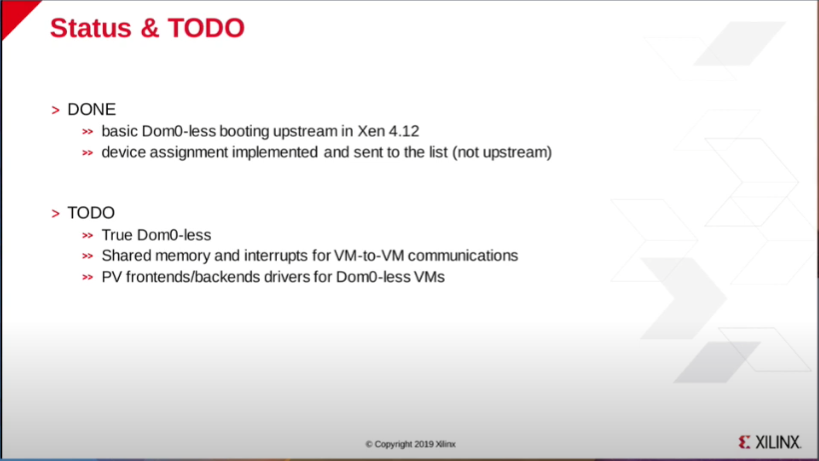 Status & TODO
> DONE
>> basic Dom0-less booting upstream in Xen 4.12
>> device assignment implemented and sent to the list (not upstream)
> TODO
>> True Dom0-less
>> Shared memory and interrupts for VM-to-VM communications
>> PV frontends/backends drivers for Dom0-less VMs
© Copyright 2019 Xilinx
XILINX